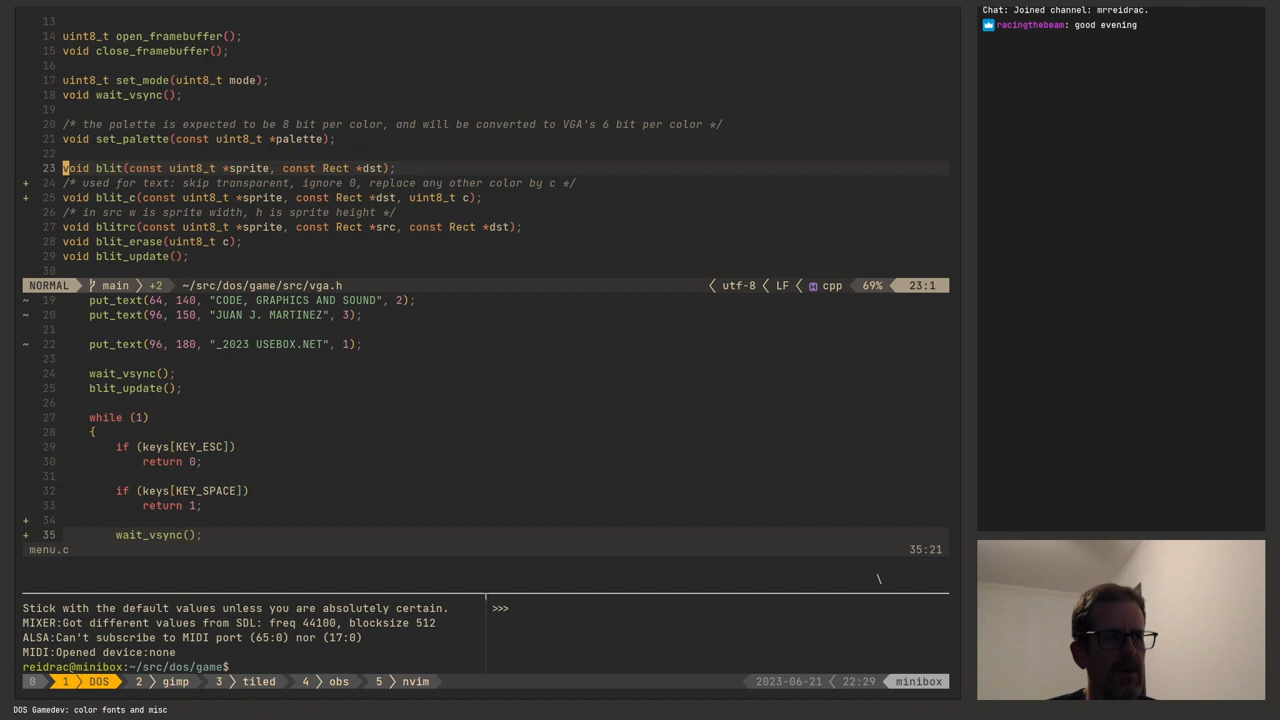 13
14 uint8_t open_framebuffer();
15 void close_framebuffer();
16
17 uint8_t set_mode(uint8_t mode);
18 void wait_vsync();
19
20 /* the palette is expected to be 8 bit per color, and will be converted to VGA's 6 bit per color */
21 void set_palette(const uint8_t *palette);
22
23 void blit(const uint8_t *sprite, const Rect *dst);
+ 24 /* used for text: skip transparent, ignore 0, replace any other color by c */
+ 25 void blit_c(const uint8_t *sprite, const Rect *dst, uint8_t c);
26 /* in src w is sprite width, h is sprite height */
27 void blitrc(const uint8_t *sprite, const Rect *src, const Rect *dst);
28 void blit_erase(uint8_t c);
29 void blit_update();
30
NORMAL main +2 ~/src/dos/game/src/vga.h utf-8 LF cpp 69% 23:1
~ 19 put_text(64, 140, "CODE, GRAPHICS AND SOUND", 2);
~ 20 put_text(96, 150, "JUAN J. MARTINEZ", 3);
21
~ 22 put_text(96, 180, "_2023 USEBOX.NET", 1);
23
24 wait_vsync();
25 blit_update();
26
27 while (1)
28 {
29 if (keys[KEY_ESC])
30 return 0;
31
32 if (keys[KEY_SPACE])
33 return 1;
+ 34
+ 35 wait_vsync();
menu.c 35:21
\
Stick with the default values unless you are absolutely certain.
MIXER:Got different values from SDL: freq 44100, blocksize 512
ALSA:Can't subscribe to MIDI port (65:0) nor (17:0)
MIDI:Opened device:none
reidrac@minibox:~/src/dos/game$
>>>
0 1 DOS 2 gimp 3 tiled 4 obs 5 nvim 2023-06-21 22:29 minibox
DOS Gamedev: color fonts and misc
Chat: Joined channel: mrreidrac.
racingthebeam: good evening